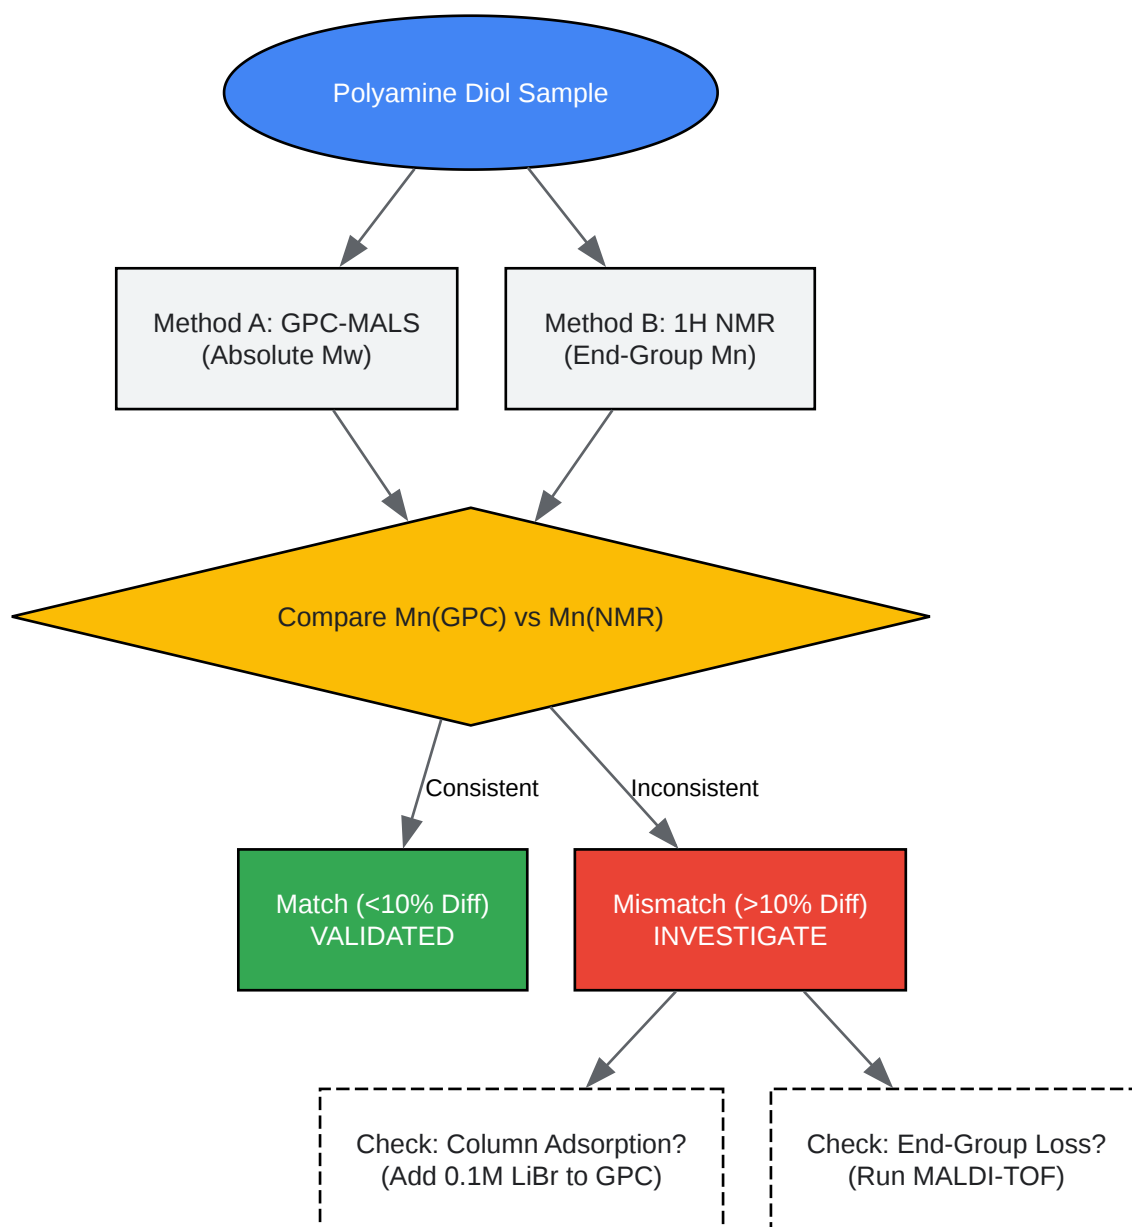 Polyamine Diol Sample
Method A: GPC-MALS
(Absolute Mw)
Method B: 1H NMR
(End-Group Mn)
Compare Mn(GPC) vs Mn(NMR)
Consistent
Inconsistent
Match (<10% Diff)
VALIDATED
Mismatch (>10% Diff)
INVESTIGATE
Check: Column Adsorption?
(Add 0.1M LiBr to GPC)
Check: End-Group Loss?
(Run MALDI-TOF)